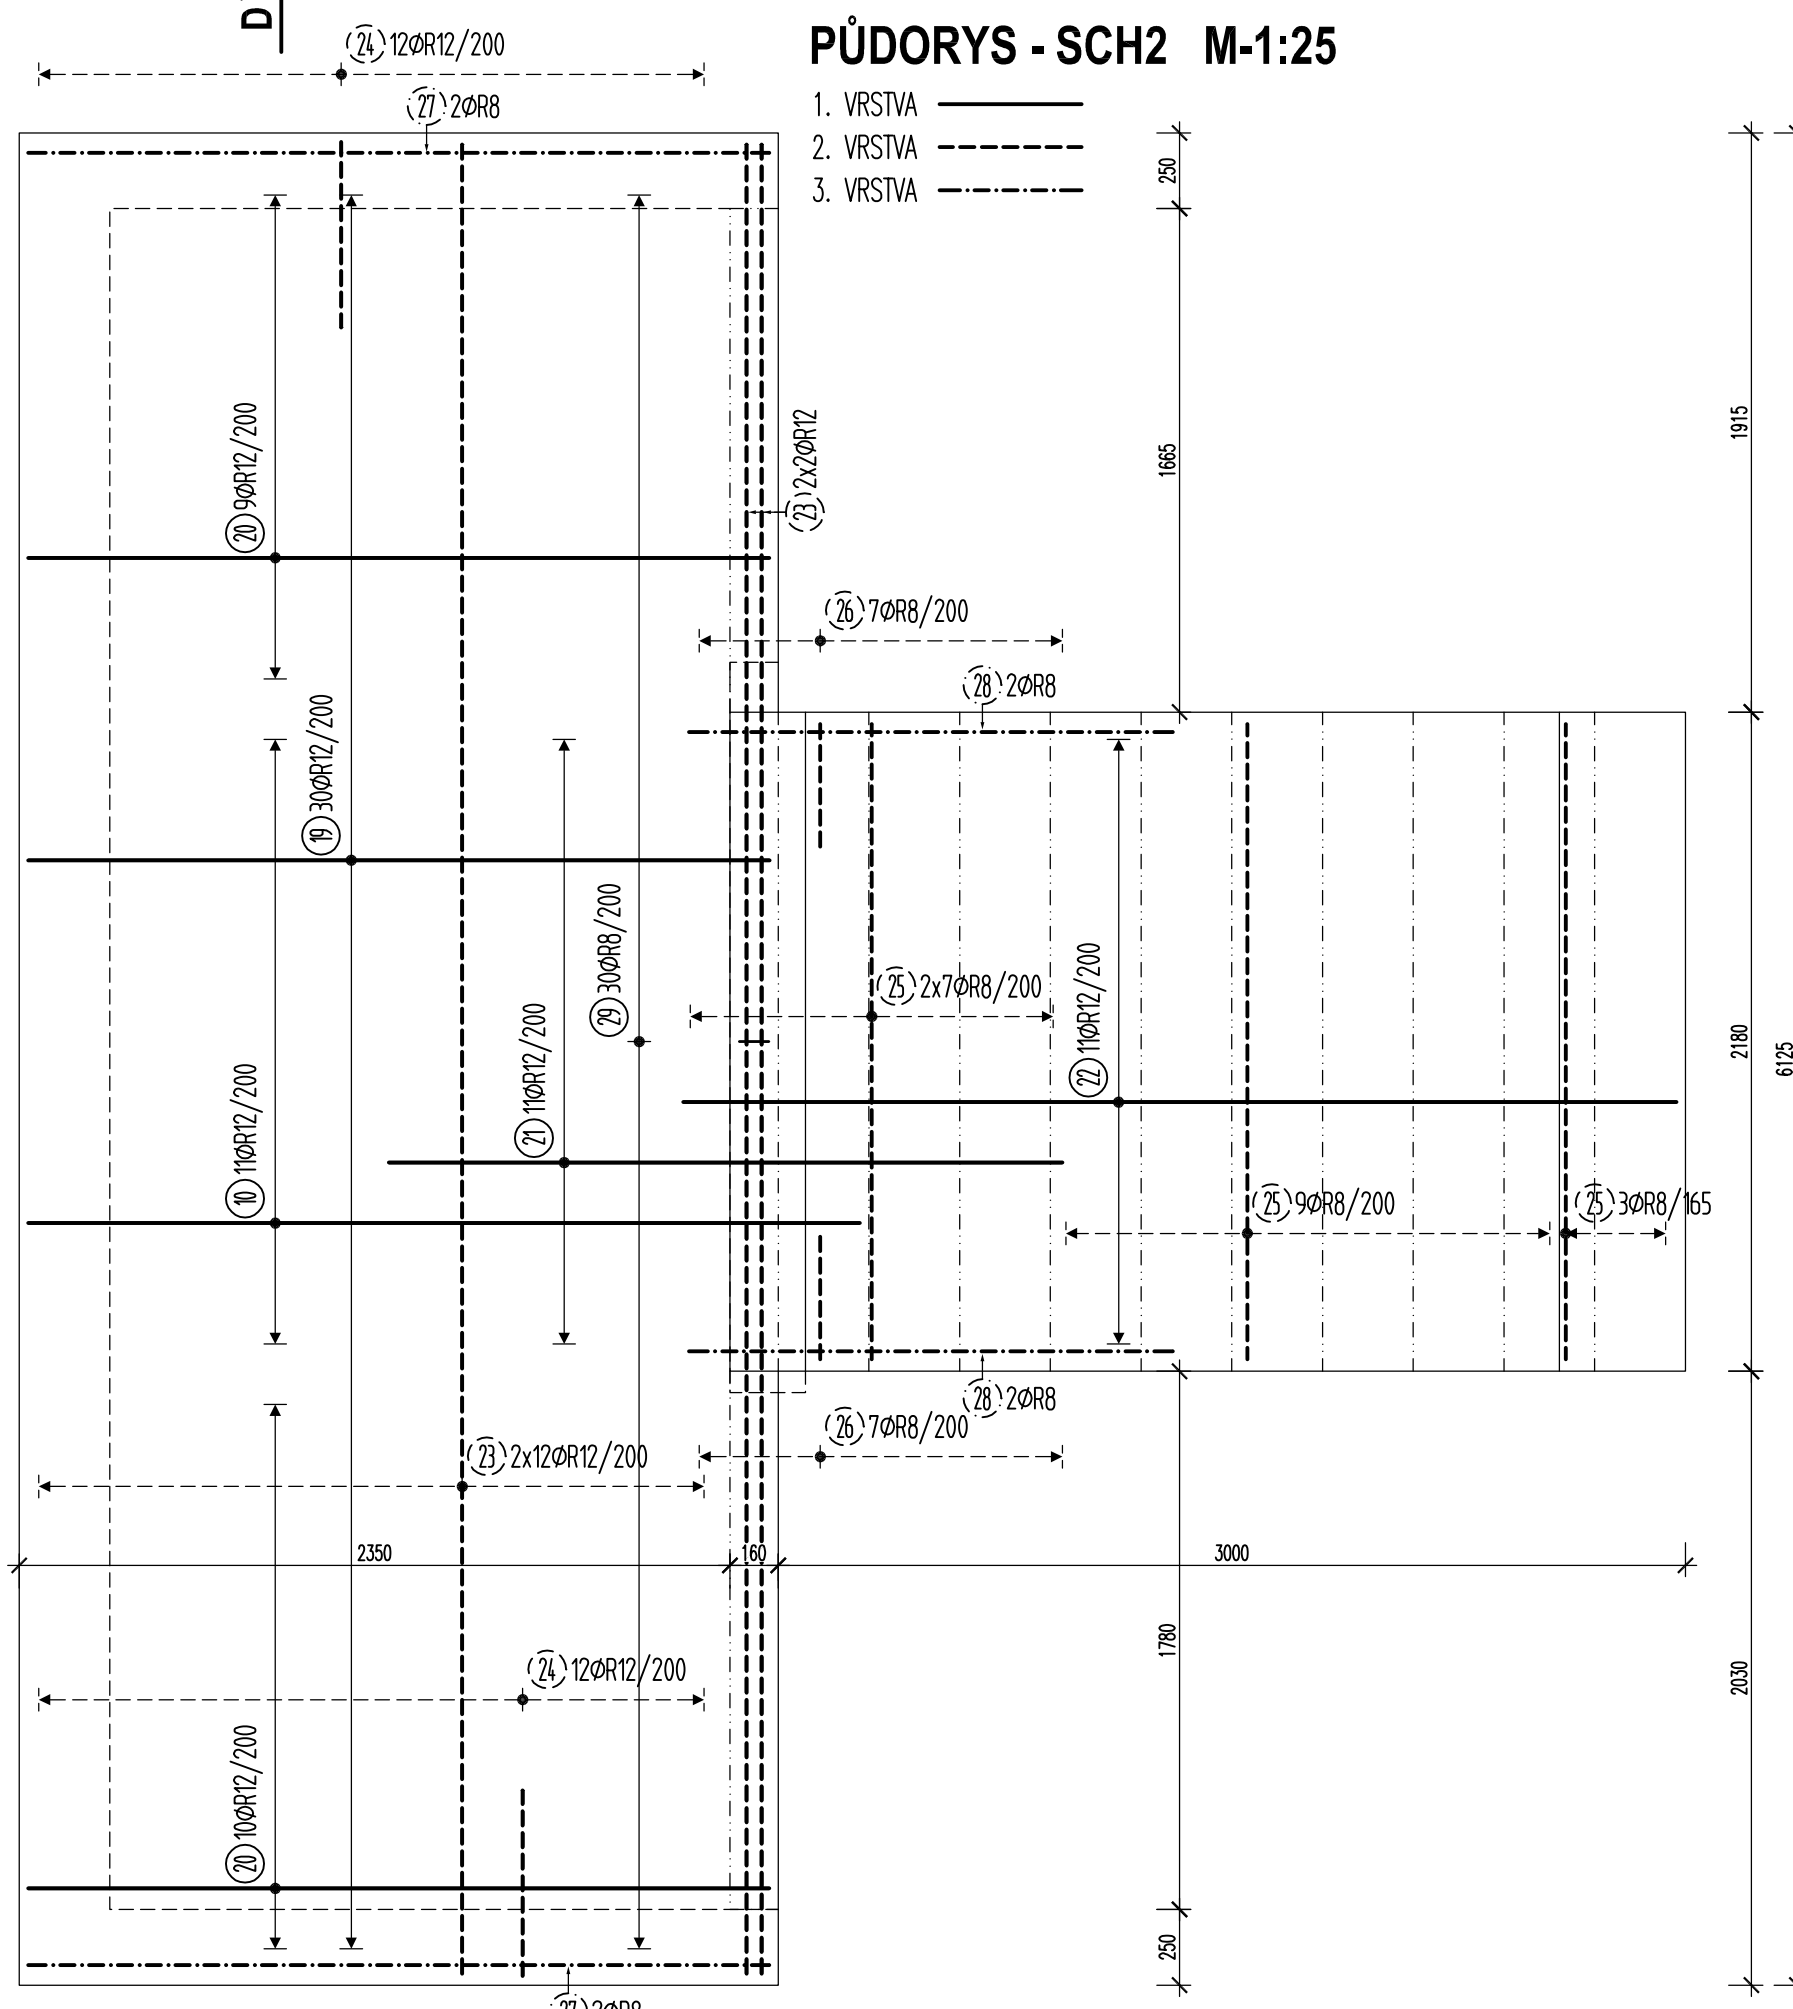 D
PŮDORYS - SCH2 M-1:25
24 12ØR12/200
27 2ØR8
1. VRSTVA
2. VRSTVA
3. VRSTVA
250
1915
1665
20 9ØR12/200
23 2x2ØR12
26 7ØR8/200
28 2ØR8
19 30ØR12/200
29 30ØR8/200
25 2x7ØR8/200
22 11ØR12/200
21 11ØR12/200
10 11ØR12/200
2180
6125
25 9ØR8/200
25 3ØR8/165
28 2ØR8
26 7ØR8/200
23 2x12ØR12/200
2350
160
3000
1780
2030
24 12ØR12/200
20 10ØR12/200
250
27 2ØR8